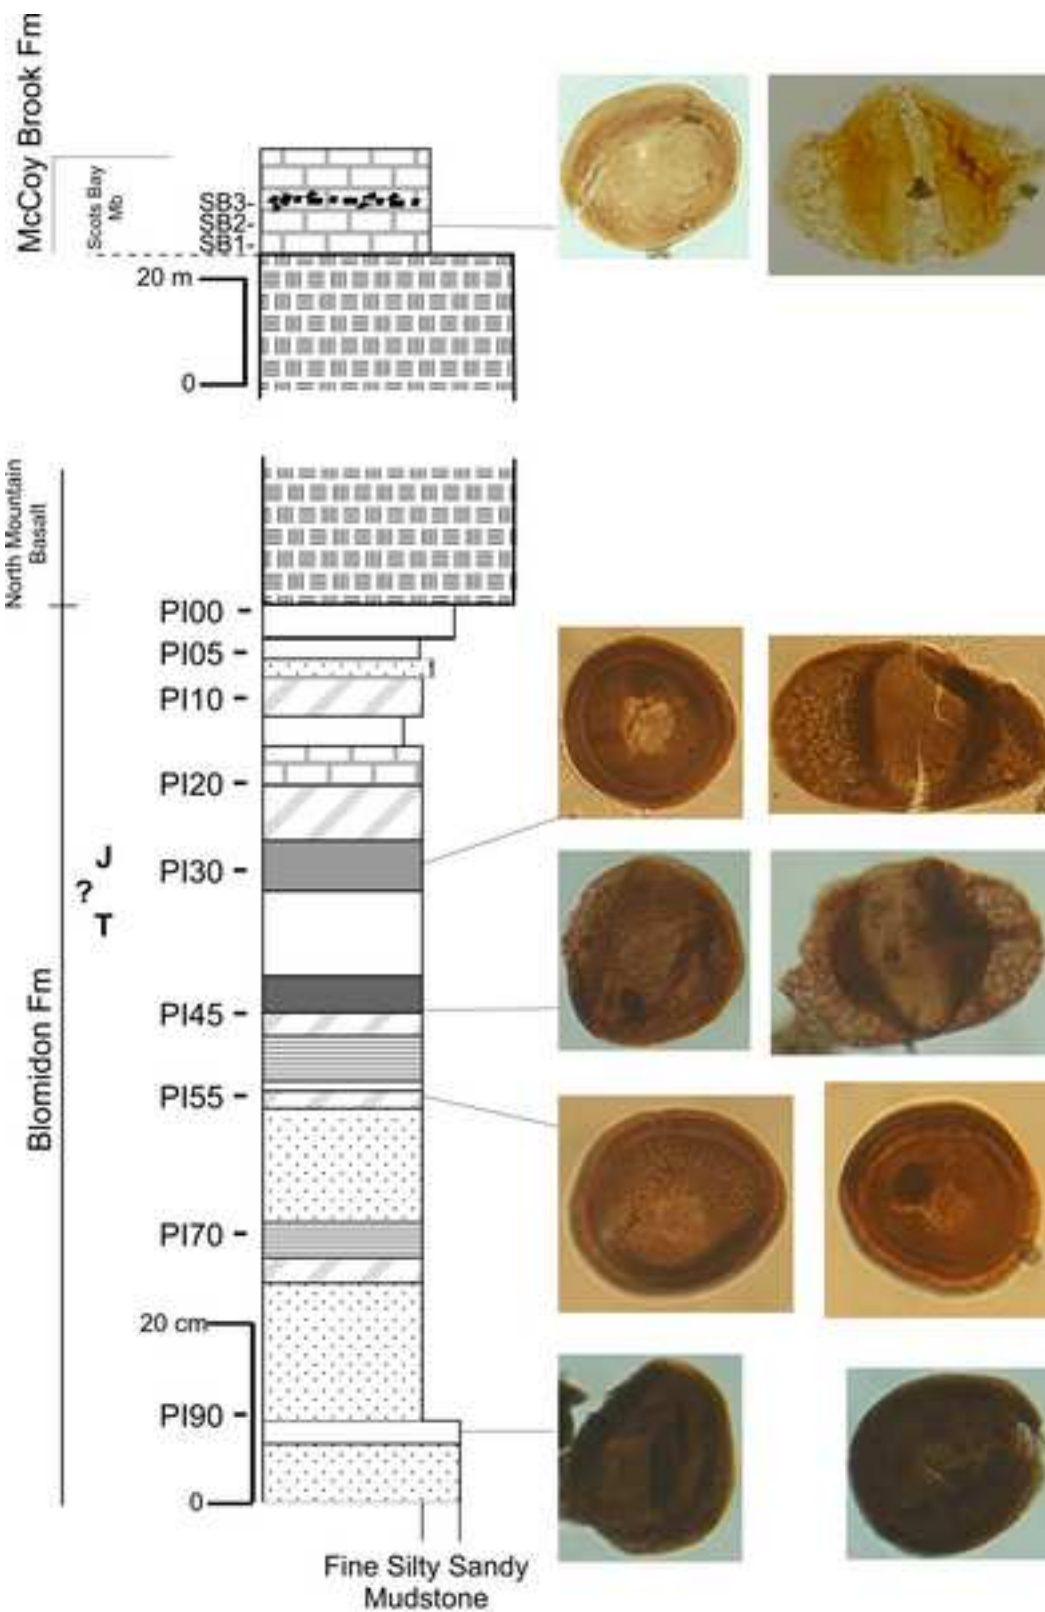 McCoy Brook Fm
Scots Bay
Mb
SB3-
SB2-
SB1-
20 m
0
North Mountain
Basalt
PI00 -
PI05 -
PI10 -
PI20 -
J
PI30 -
?
T
Blomidon Fm
PI45 -
PI55 -
PI70 -
20 cm
PI90 -
0
Fine Silty Sandy
Mudstone